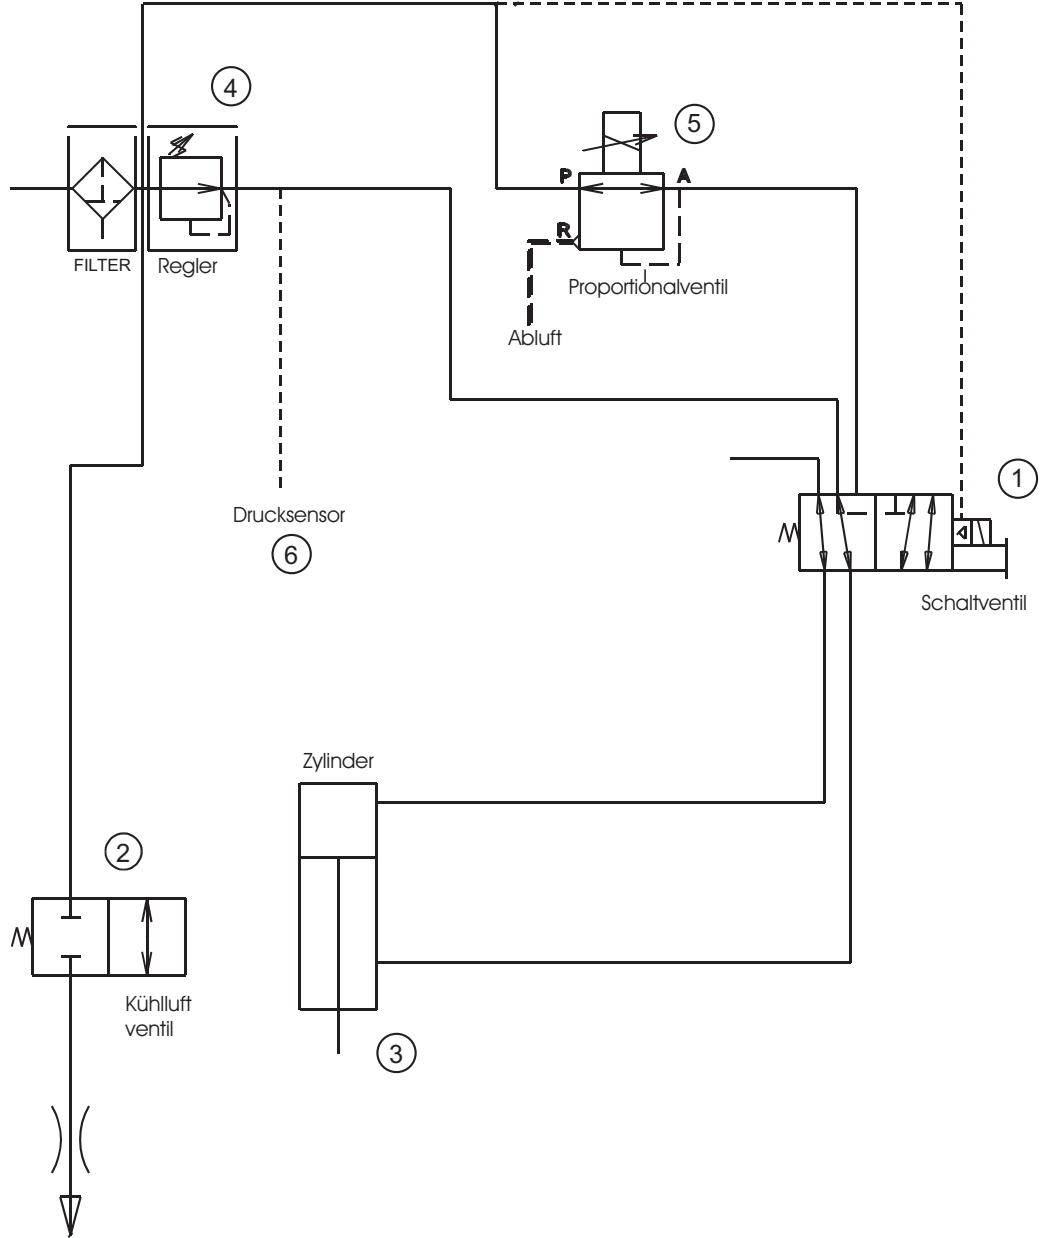 4
5
P
A
R
FILTER
Regler
Proportionalventil
Abluft
1
Drucksensor
6
Schaltventil
Zylinder
2
Kühlluft
ventil
3